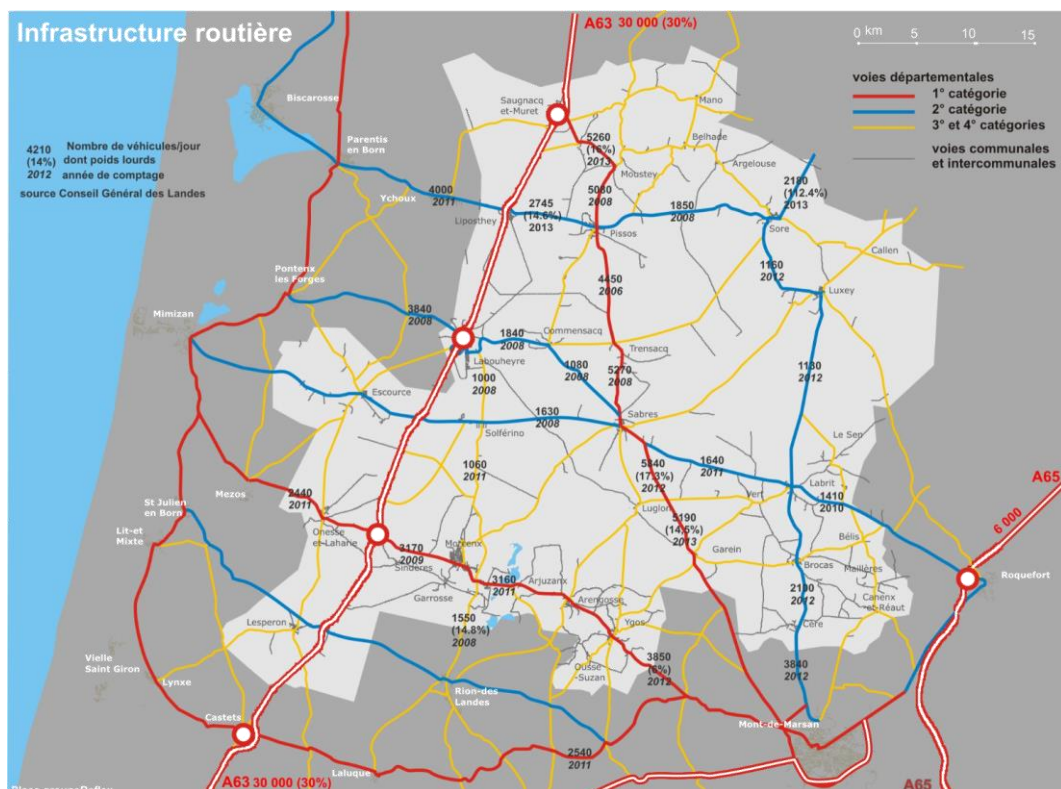 Infrastructure routière
A63 30 000 (30%)
0 km 5 10 15
voies départementales
1° catégorie
2° catégorie
3° et 4° catégories
voies communales
et intercommunales
4210 Nombre de véhicules/jour
(14%) dont poids lourds
2012 année de comptage
source Conseil Général des Landes
Biscarosse
Saugnacq
et-Muret
Mano
5260
(16%)
2013
Belhade
Parentis
en Born
Moustey
Argelouse
Ychoux
4000
2011
5080
2008
2180
(112.4%)
2013
Liposthey
2745
(14.6%)
2013
Pissos
1850
2008
Sore
Callen
1160
2012
Pontenx
les Forges
4450
2006
Luxey
Mimizan
3840
2008
1840
2008
Commensacq
Labouheyre
1000
2008
1080
2008
Trensacq
5270
2008
1130
2012
Escource
1630
2008
Sabres
Solférino
Le Sen
5840
(17.3%)
2012
1640
2011
1060
2011
Labrit
1410
2010
A65
Mezos
2440
2011
Vert
St Julien
en Born
Luglon
6 000
Lit-et
Mixte
Onesse
et-Laharie
5190
(14.5%)
2013
Bélis
3170
2009
Morcenx
Garein
Sindères
Brocas
Maillères
Roquefort
3160
2011
Arjuzanx
Garrosse
2100
2012
Canenx
et-Réaut
Arengosse
1550
(14.8%)
2008
Lesperon
Ygos
Cère
3850
(6%)
2012
Vielle
Saint Giron
Ousse
-Suzan
3840
2012
Lynxe
Rion-des
Landes
Castets
Mont-de-Marsan
2540
2011
Laluque
A63 30 000 (30%)
A65